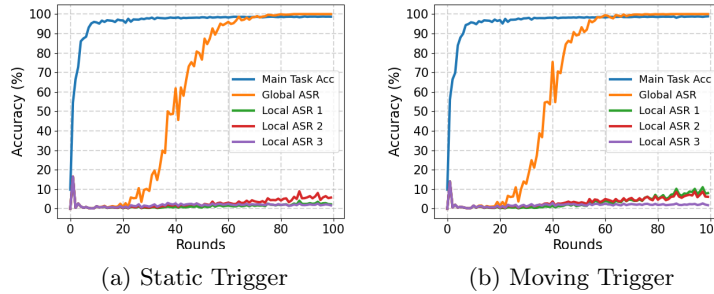 100
90
80
70
60
50
40
30
20
10
0
Accuracy (%)
Main Task Acc
Global ASR
Local ASR 1
Local ASR 2
Local ASR 3
0 20 40 60 80 100
Rounds
(a) Static Trigger
100
90
80
70
60
50
40
30
20
10
0
Accuracy (%)
Main Task Acc
Global ASR
Local ASR 1
Local ASR 2
Local ASR 3
0 20 40 60 80 100
Rounds
(b) Moving Trigger